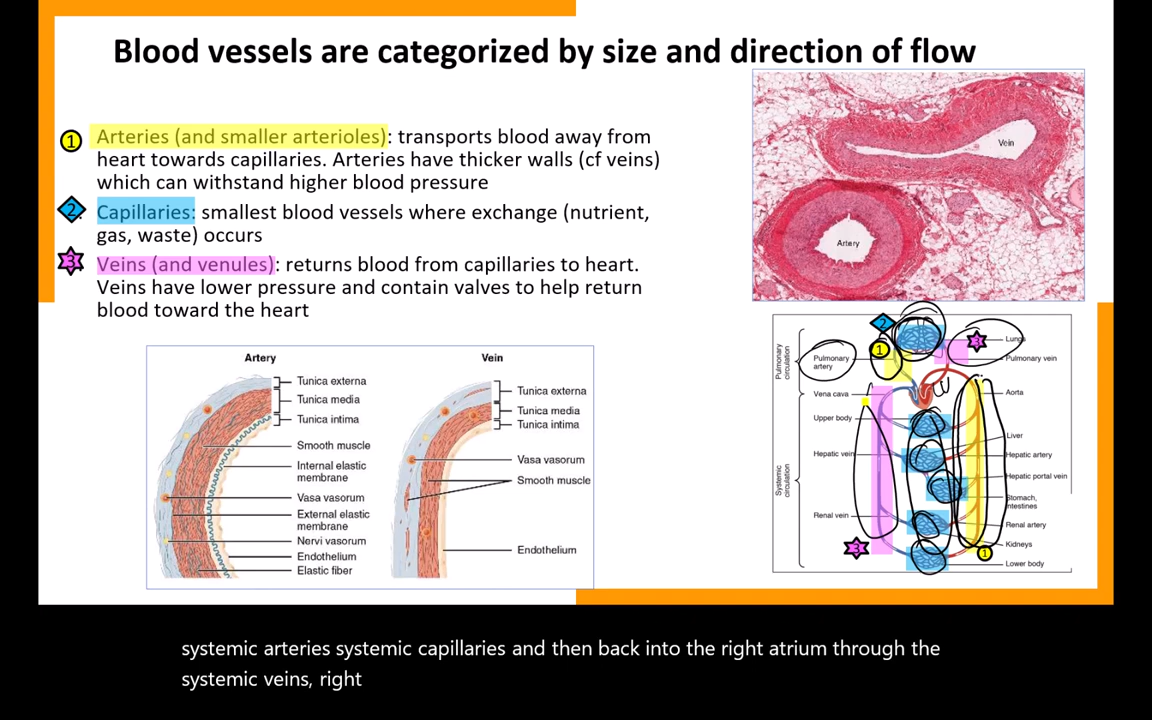 Blood vessels are categorized by size and direction of flow
1 Arteries (and smaller arterioles): transports blood away from
heart towards capillaries. Arteries have thicker walls (cf veins)
which can withstand higher blood pressure
2. Capillaries: smallest blood vessels where exchange (nutrient,
gas, waste) occurs
3 Veins (and venules): returns blood from capillaries to heart.
Veins have lower pressure and contain valves to help return
blood toward the heart
Vein
Artery
Artery
Tunica externa
Tunica media
Tunica intima
Smooth muscle
Internal elastic
membrane
Vasa vasorum
External elastic
membrane
Nervi vasorum
Endothelium
Elastic fiber
Vein
Tunica externa
Tunica media
Tunica intima
Vasa vasorum
Smooth muscle
Endothelium
2
1
3
Pulmonary
circulation
Pulmonary
artery
Lungs
Pulmonary vein
Vena cava
Aorta
Upper body
Liver
Hepatic vein
Hepatic artery
Systemic
circulation
Hepatic portal vein
Stomach,
intestines
Renal vein
Renal artery
Kidneys
3
1
Lower body
systemic arteries systemic capillaries and then back into the right atrium through the
systemic veins, right